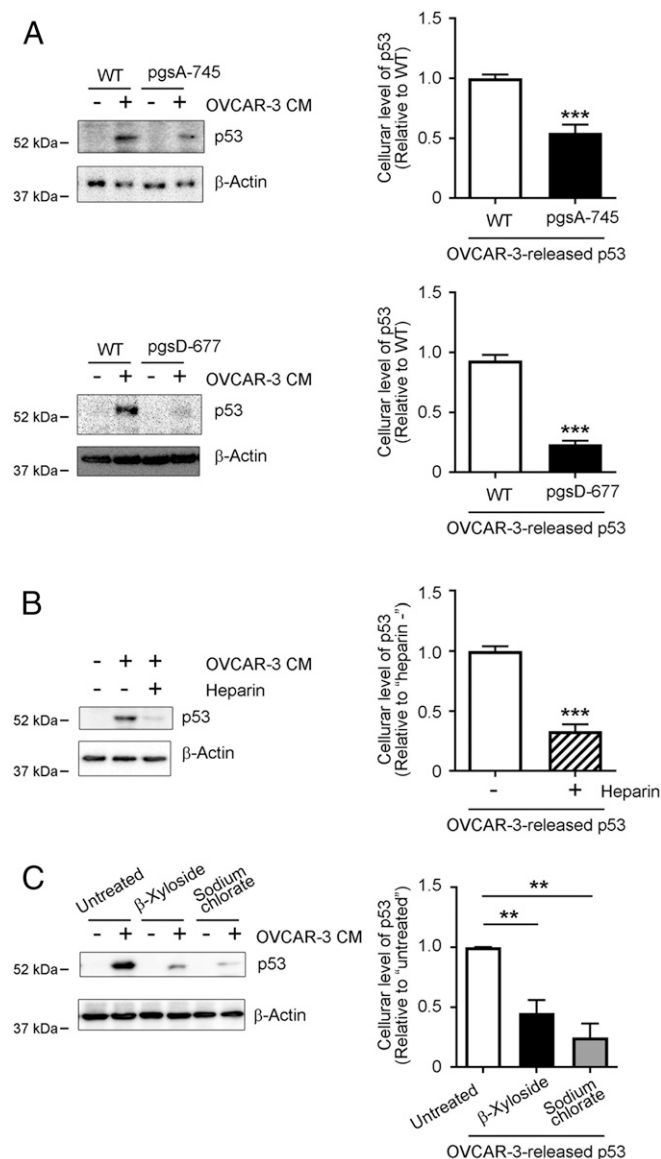 A
WT pgsA-745
- + - + OVCAR-3 CM
52 kDa– p53
37 kDa– β-Actin
Cellural level of p53
(Relative to WT)
1.5
1.0
0.5
0
***
WT pgsA-745
OVCAR-3-released p53
WT pgsD-677
- + - + OVCAR-3 CM
52 kDa– p53
37 kDa– β-Actin
Cellural level of p53
(Relative to WT)
1.5
1.0
0.5
0
***
WT pgsD-677
OVCAR-3-released p53
B
- + + OVCAR-3 CM
- - + Heparin
52 kDa– p53
37 kDa– β-Actin
Cellural level of p53
(Relative to “heparin -”)
1.5
1.0
0.5
0
***
- + Heparin
OVCAR-3-released p53
C
Untreated
β-Xyloside
Sodium
chlorate
- + - + - + OVCAR-3 CM
52 kDa– p53
37 kDa– β-Actin
Cellural level of p53
(Relative to “untreated”)
1.5
1.0
0.5
0
**
**
Untreated
β-Xyloside
Sodium
chlorate
OVCAR-3-released p53